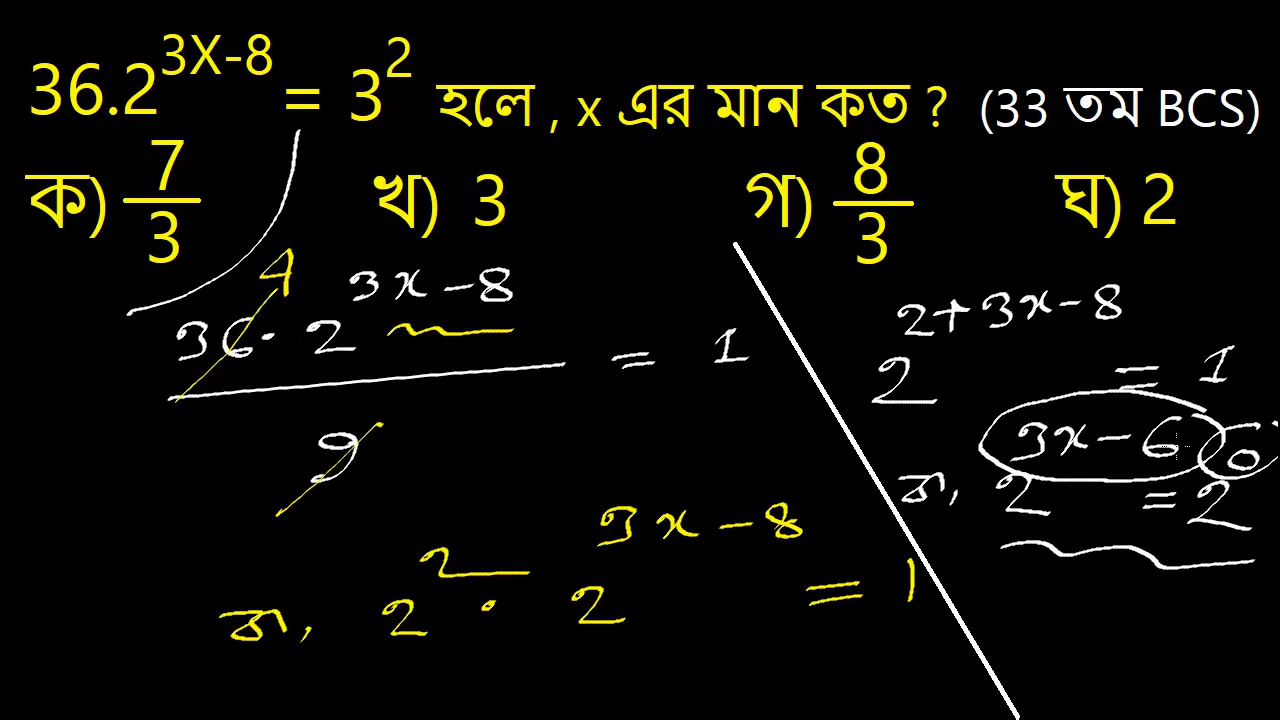 36.2^{3X-8} = 3^2 হলে , x এর মান কত ? (33 তম BCS)
ক) 7/3 খ) 3 গ) 8/3 ঘ) 2
4
36 · 2^{3x-8} / 9 = 1
বা, 2^2 · 2^{3x-8} = 1
2^{2+3x-8} = 1
বা, 2^{3x-6} = 2^0